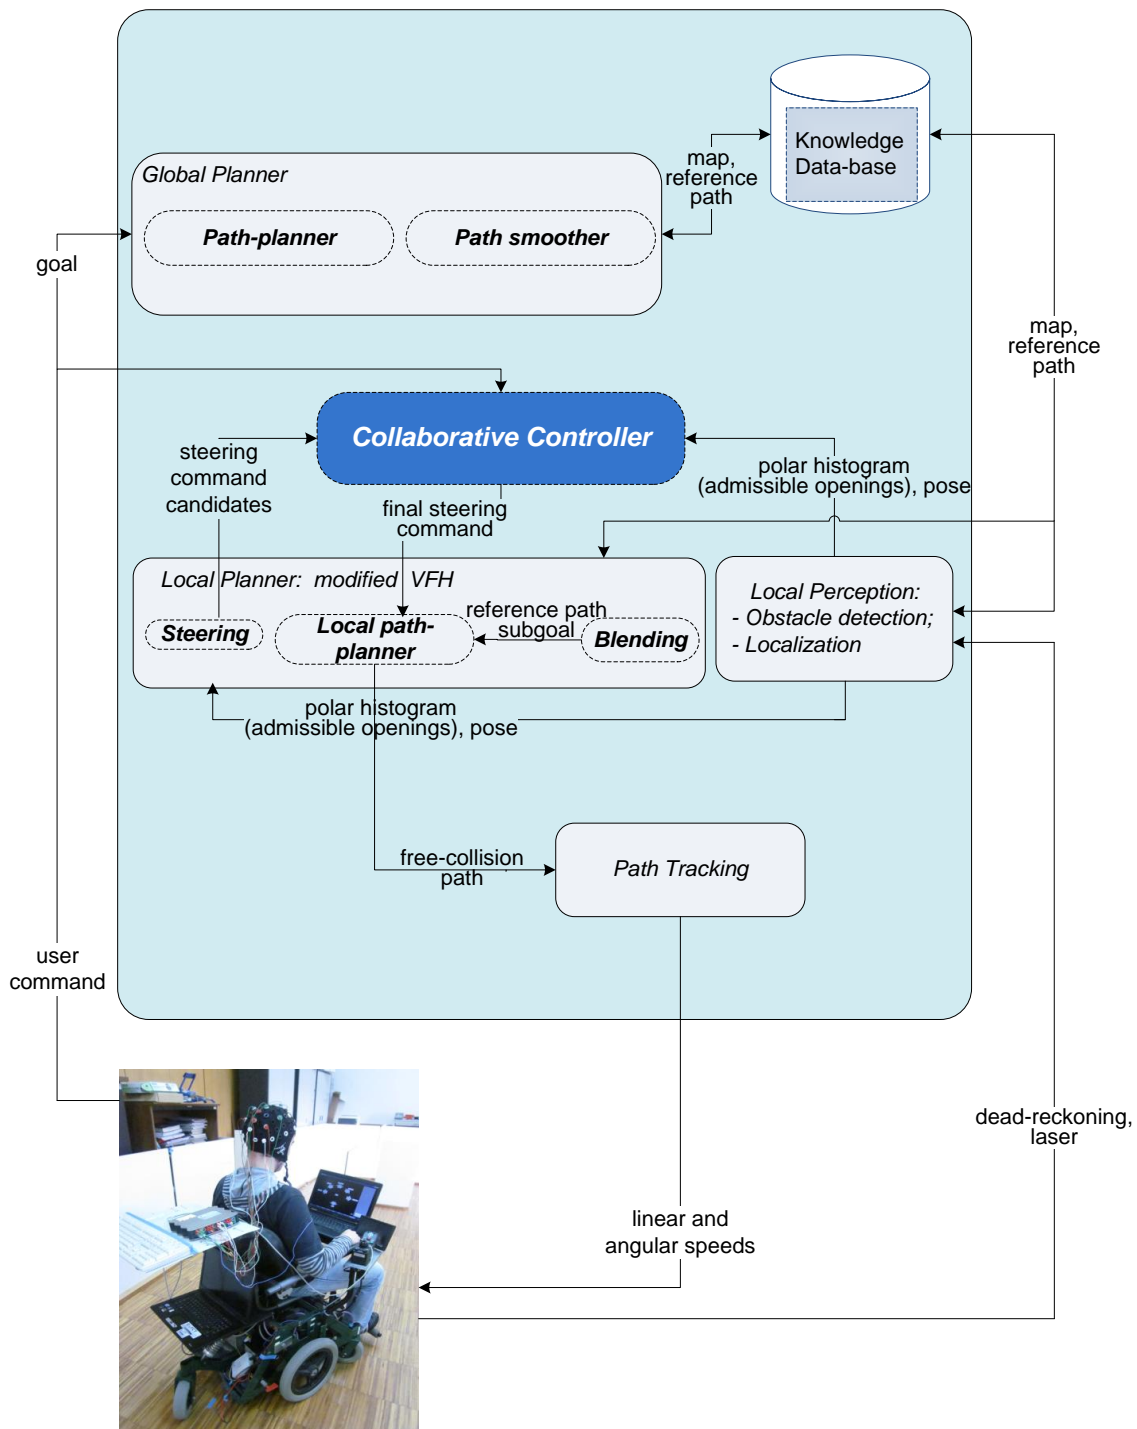 Knowledge
Data-base
map,
reference
path
Global Planner
Path-planner
Path smoother
goal
map,
reference
path
Collaborative Controller
steering
command
candidates
polar histogram
(admissible openings), pose
final steering
command
Local Planner:  modified  VFH
Steering
Local path-
planner
reference path
subgoal
Blending
Local Perception:
- Obstacle detection;
- Localization
polar histogram
(admissible openings), pose
free-collision
path
Path Tracking
user
command
dead-reckoning,
laser
linear and
angular speeds